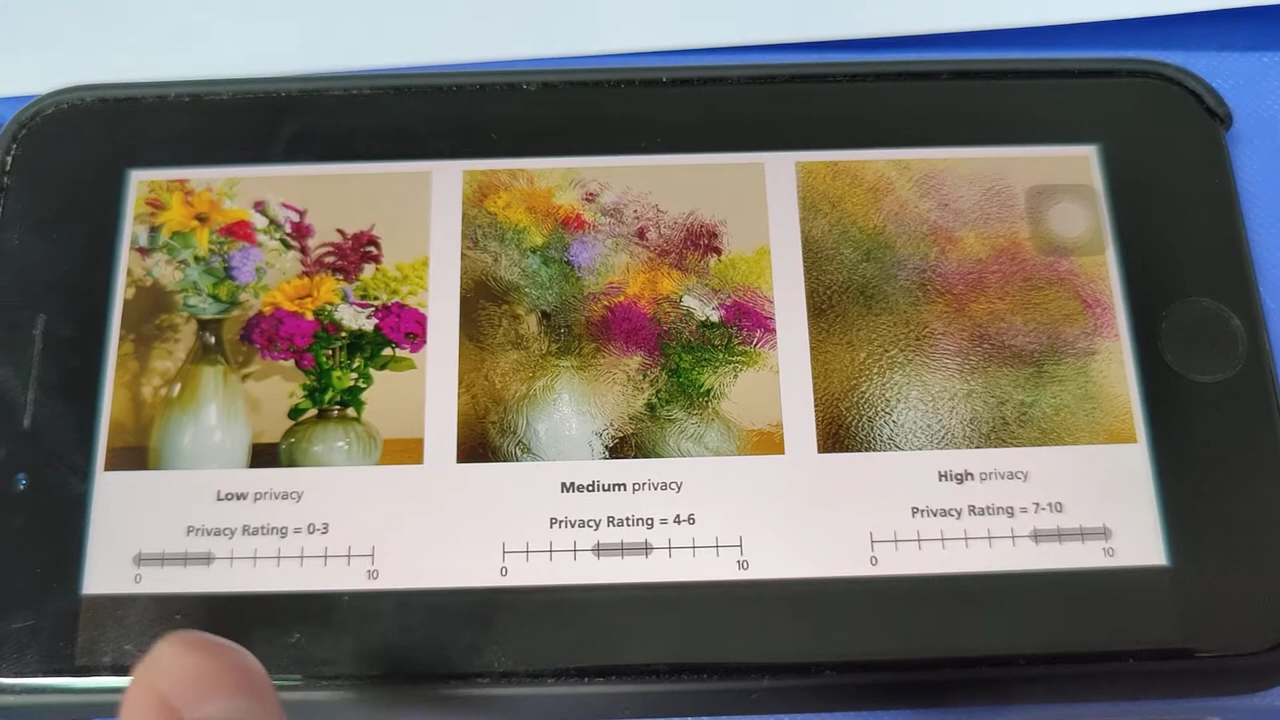 Low privacy
Privacy Rating = 0-3
0 10
Medium privacy
Privacy Rating = 4-6
0 10
High privacy
Privacy Rating = 7-10
0 10